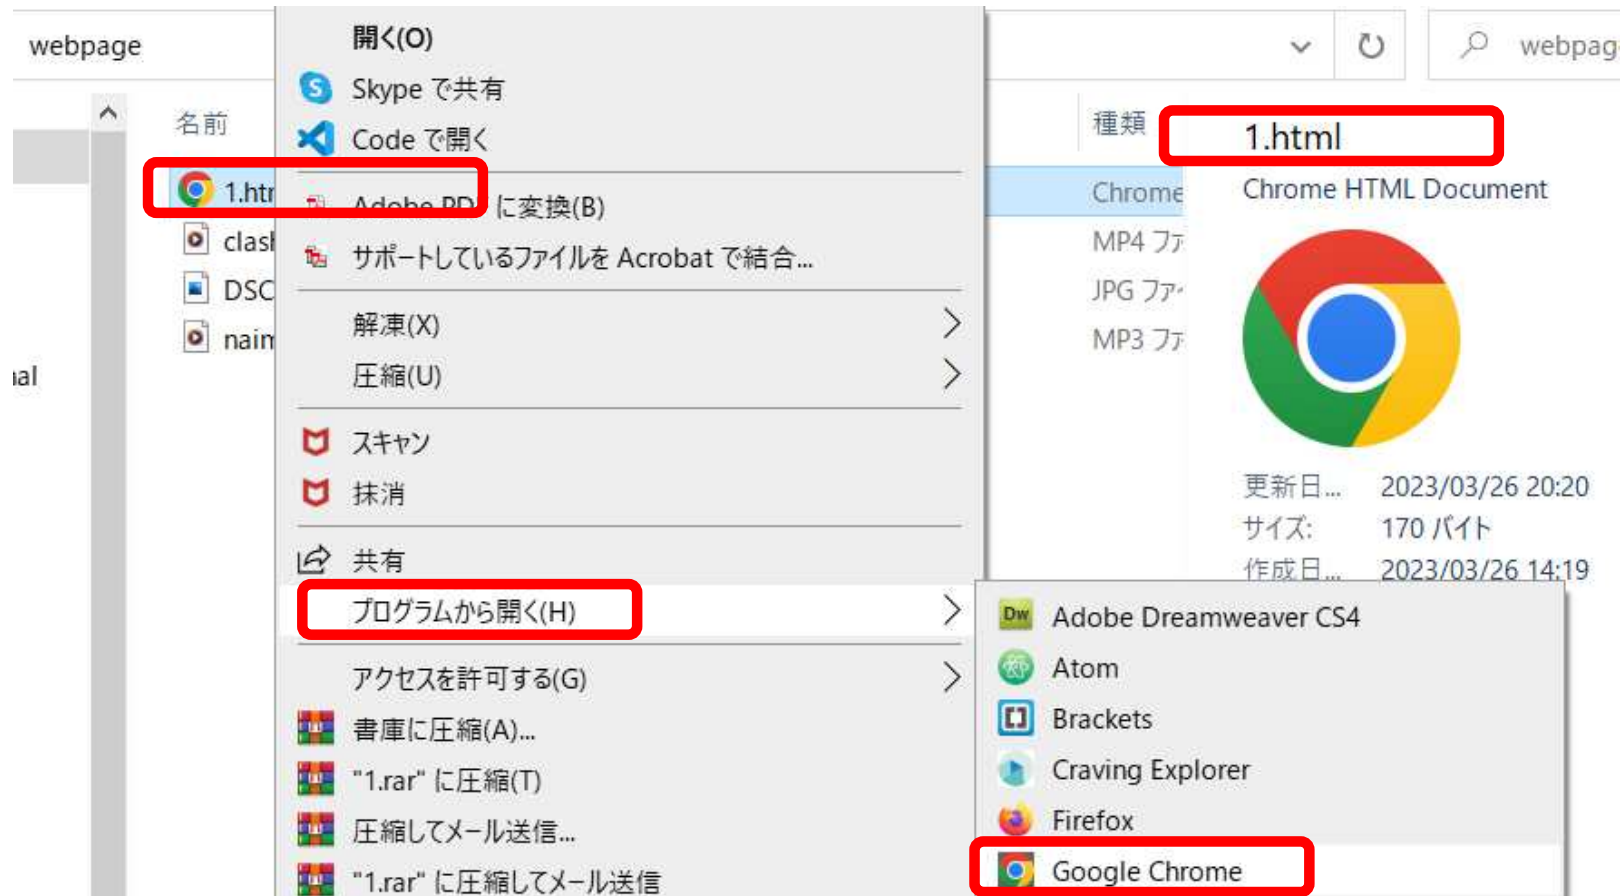 webpage
webpag
名前
種類
1.html
1.htm
Chrome
Chrome HTML Document
clash
MP4 ファ
DSC
JPG ファイ
naim
MP3 ファ
開く(O)
Skype で共有
Code で開く
Adobe PDF に変換(B)
サポートしているファイルを Acrobat で結合...
解凍(X)
圧縮(U)
スキャン
抹消
共有
プログラムから開く(H)
アクセスを許可する(G)
書庫に圧縮(A)...
"1.rar" に圧縮(T)
圧縮してメール送信...
"1.rar" に圧縮してメール送信
更新日... 2023/03/26 20:20
サイズ: 170 バイト
作成日... 2023/03/26 14:19
Dw Adobe Dreamweaver CS4
Atom
Brackets
Craving Explorer
Firefox
Google Chrome